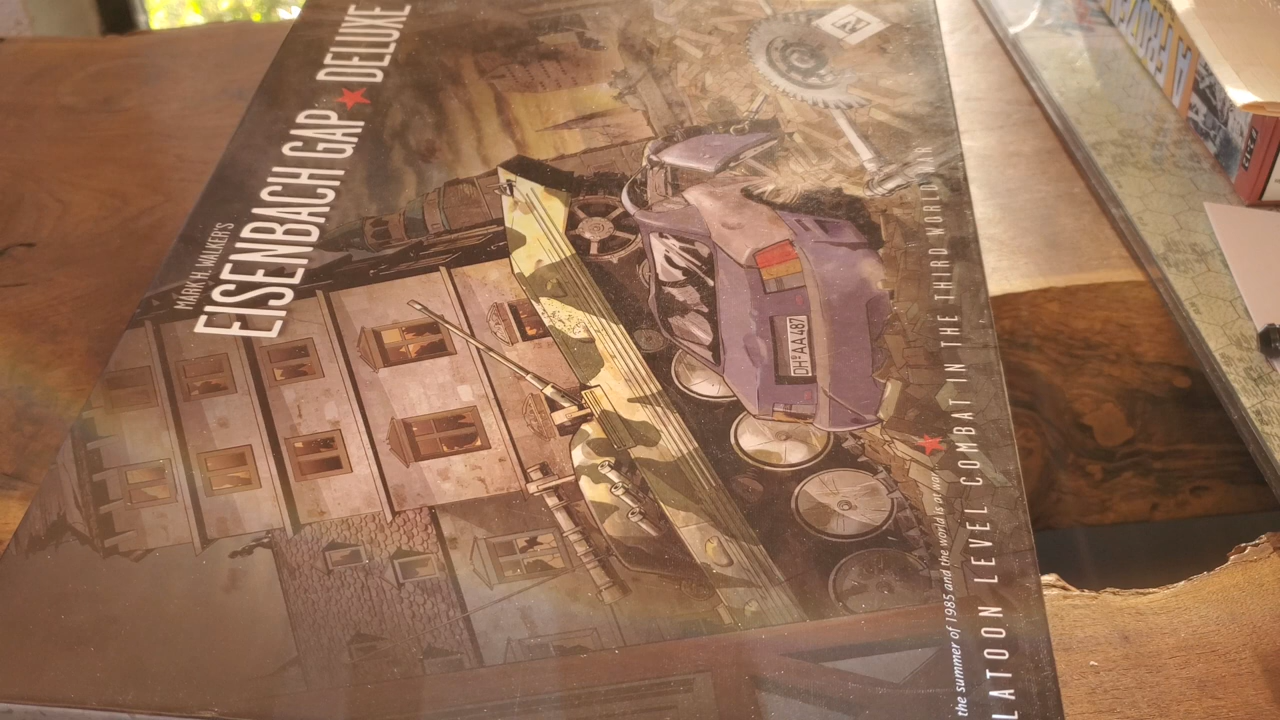 MARK H. WALKER'S
EISENBACH GAP ★ DELUXE
DH AA 487
the summer of 1985 and the world is at war
LATOON LEVEL COMBAT IN THE THIRD WORLD WAR